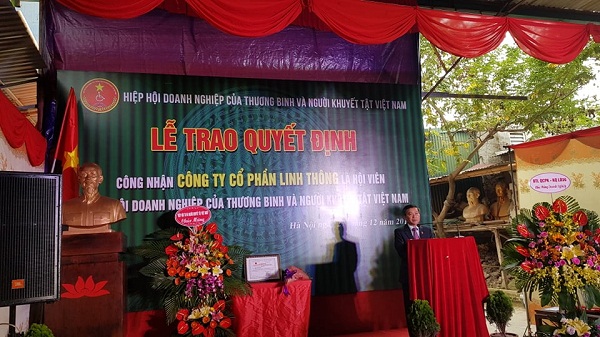 HIỆP HỘI DOANH NGHIỆP CỦA THƯƠNG BINH VÀ NGƯỜI KHUYẾT TẬT VIỆT NAM
LỄ TRAO QUYẾT ĐỊNH
CÔNG NHẬN CÔNG TY CỔ PHẦN LINH THÔNG LÀ HỘI VIÊN
HỘI DOANH NGHIỆP CỦA THƯƠNG BINH VÀ NGƯỜI KHUYẾT TẬT VIỆT NAM
Hà Nội 12